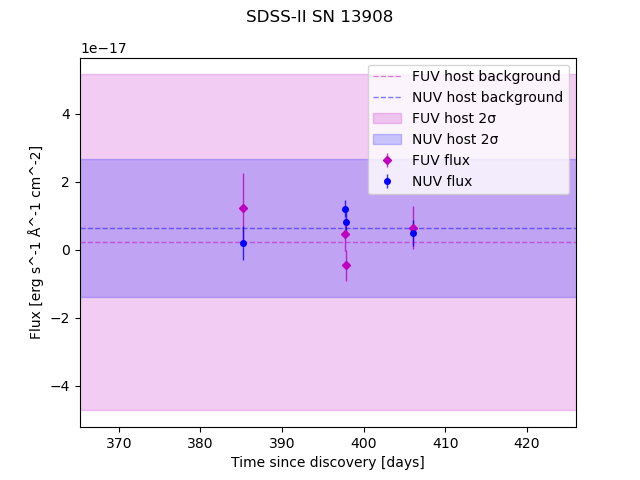 SDSS-II SN 13908
1e−17
FUV host background
NUV host background
FUV host 2σ
NUV host 2σ
FUV flux
NUV flux
4
2
0
−2
−4
Flux [erg s^-1 Å^-1 cm^-2]
370 380 390 400 410 420
Time since discovery [days]